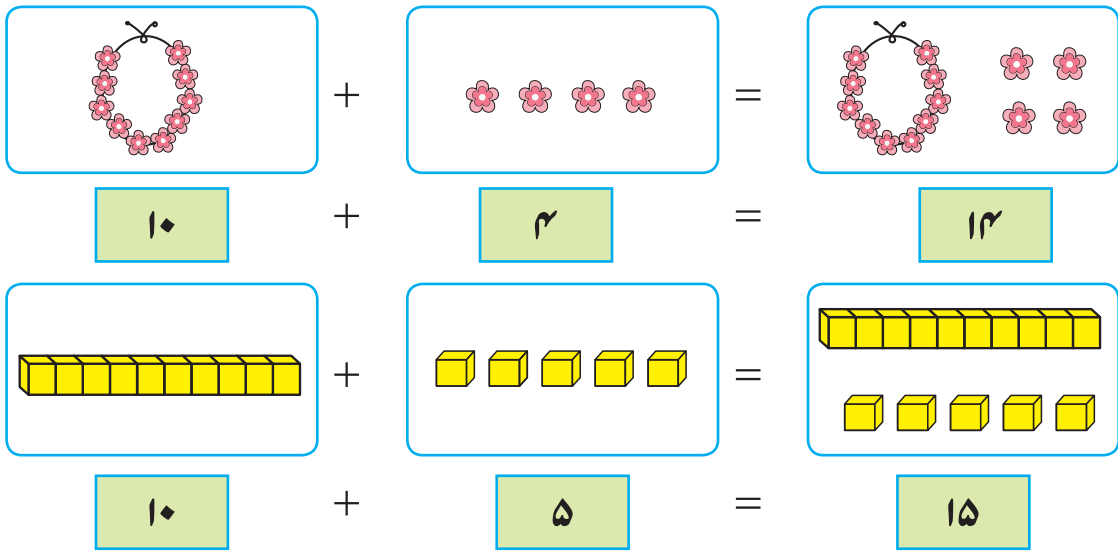 + =
۱۰ + ۴ = ۱۴
+ =
۱۰ + ۵ = ۱۵